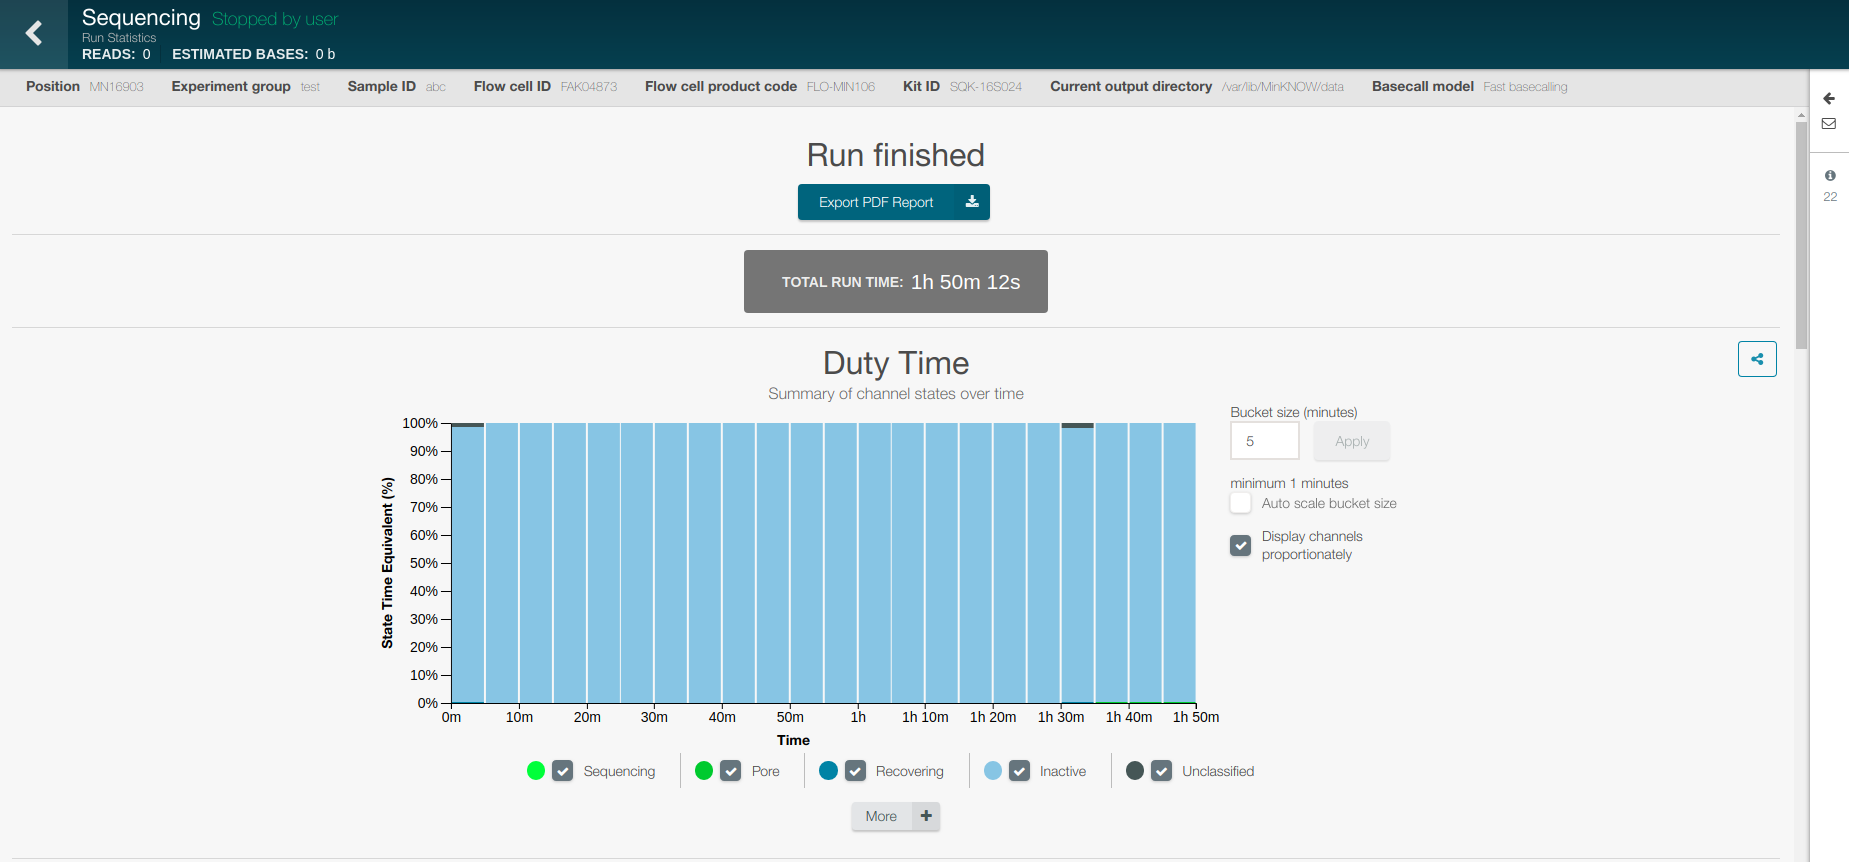 Sequencing Stopped by user
Run Statistics
READS: 0 ESTIMATED BASES: 0 b
Position MN16903 Experiment group test Sample ID abc Flow cell ID FAK04873 Flow cell product code FLO-MIN106 Kit ID SQK-16S024 Current output directory /var/lib/MinKNOW/data Basecall model Fast basecalling
22
Run finished
Export PDF Report
TOTAL RUN TIME: 1h 50m 12s
Duty Time
Summary of channel states over time
Bucket size (minutes)
5 Apply
minimum 1 minutes
Auto scale bucket size
Display channels
proportionately
State Time Equivalent (%)
100%
90%
80%
70%
60%
50%
40%
30%
20%
10%
0%
0m 10m 20m 30m 40m 50m 1h 1h 10m 1h 20m 1h 30m 1h 40m 1h 50m
Time
Sequencing Pore Recovering Inactive Unclassified
More +